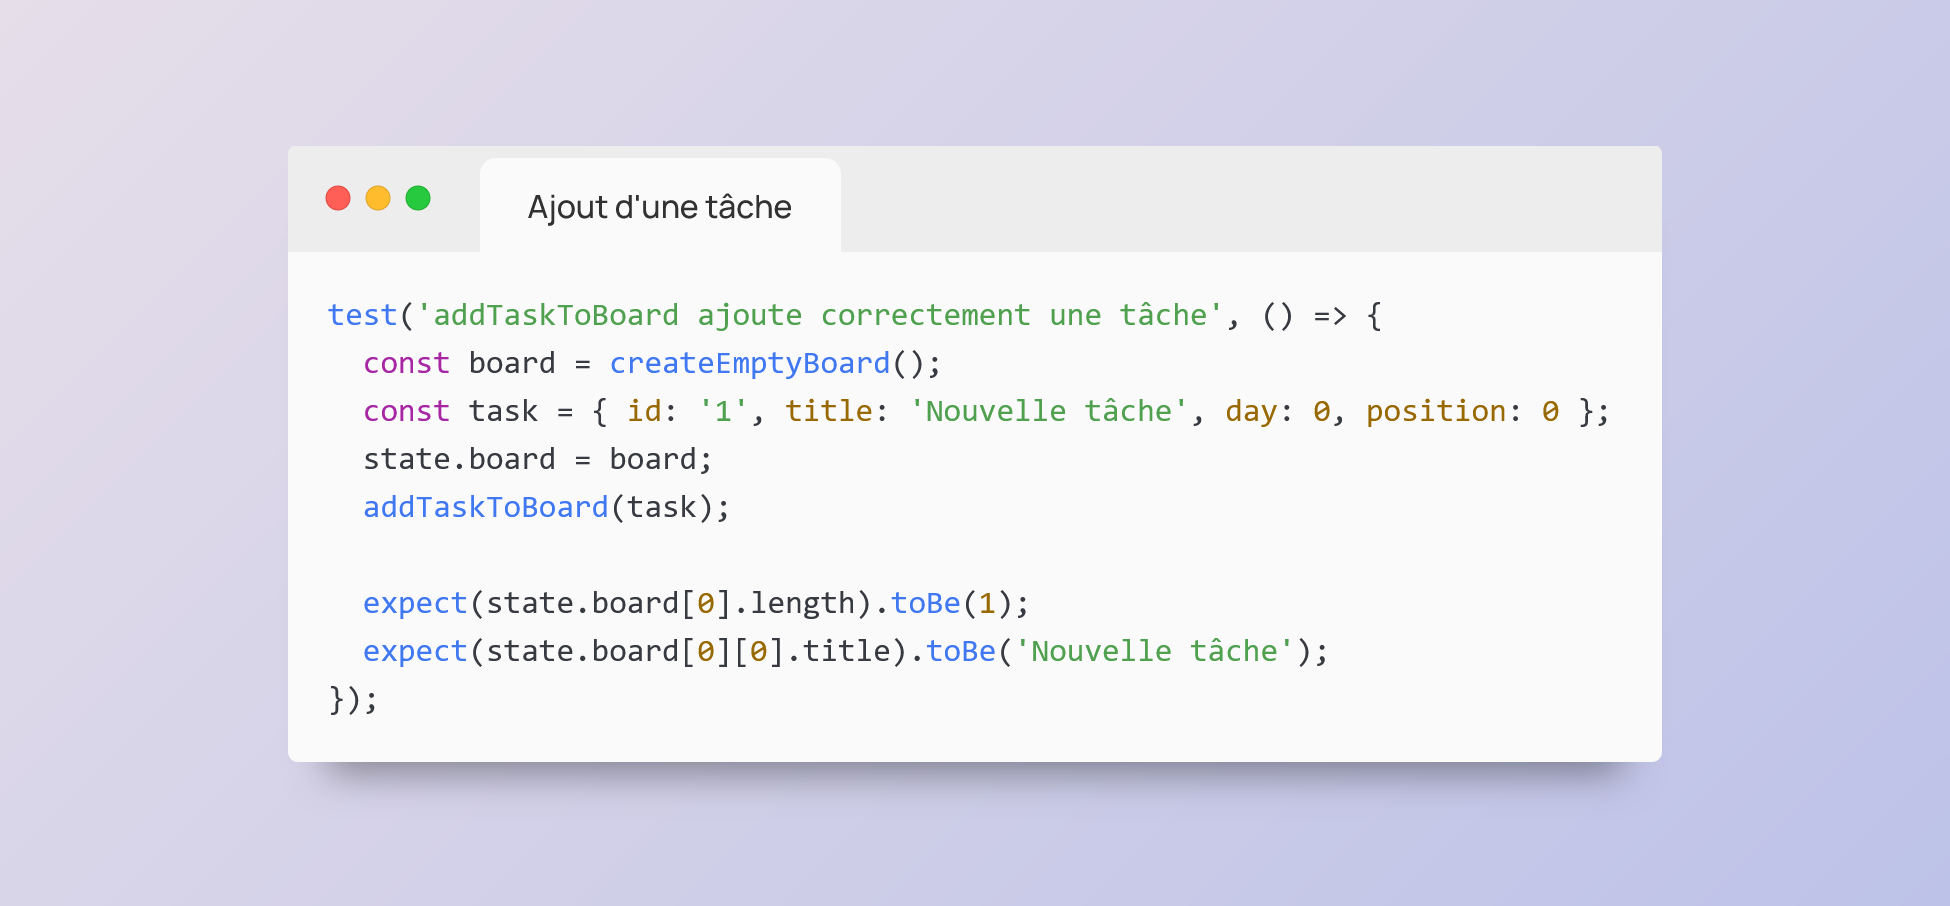 Ajout d'une tâche
test('addTaskToBoard ajoute correctement une tâche', () => {
  const board = createEmptyBoard();
  const task = { id: '1', title: 'Nouvelle tâche', day: 0, position: 0 };
  state.board = board;
  addTaskToBoard(task);

  expect(state.board[0].length).toBe(1);
  expect(state.board[0][0].title).toBe('Nouvelle tâche');
});